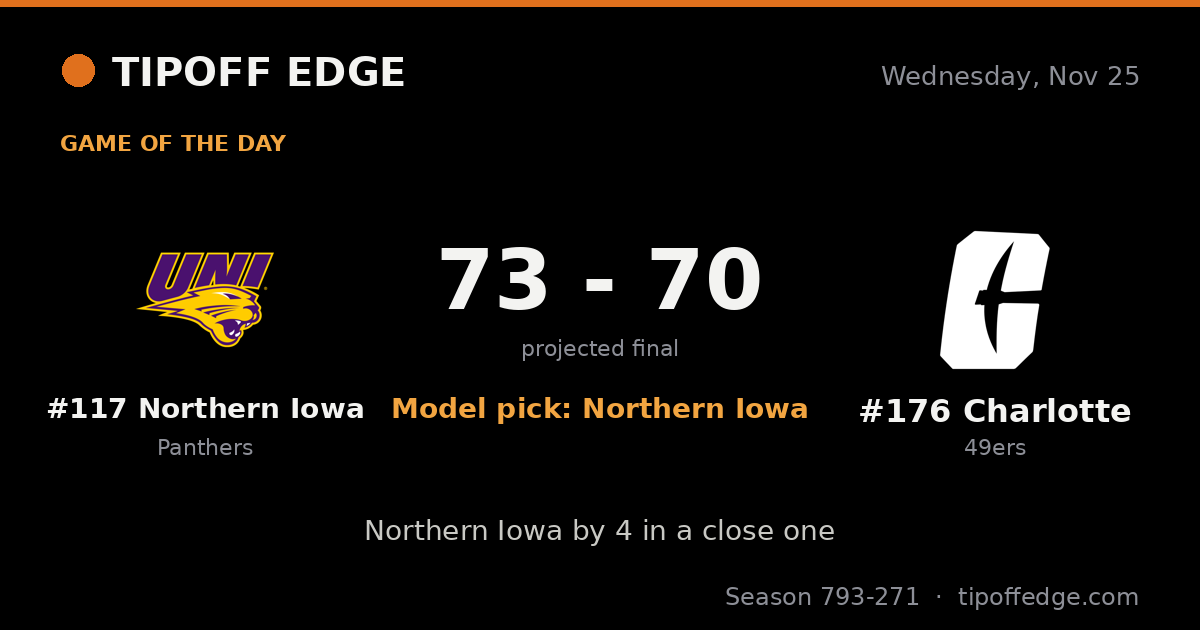 TIPOFF EDGE
Wednesday, Nov 25
GAME OF THE DAY
UNI
73 - 70
projected final
#117 Northern Iowa
Model pick: Northern Iowa
#176 Charlotte
Panthers
49ers
Northern Iowa by 4 in a close one
Season 793-271 · tipoffedge.com